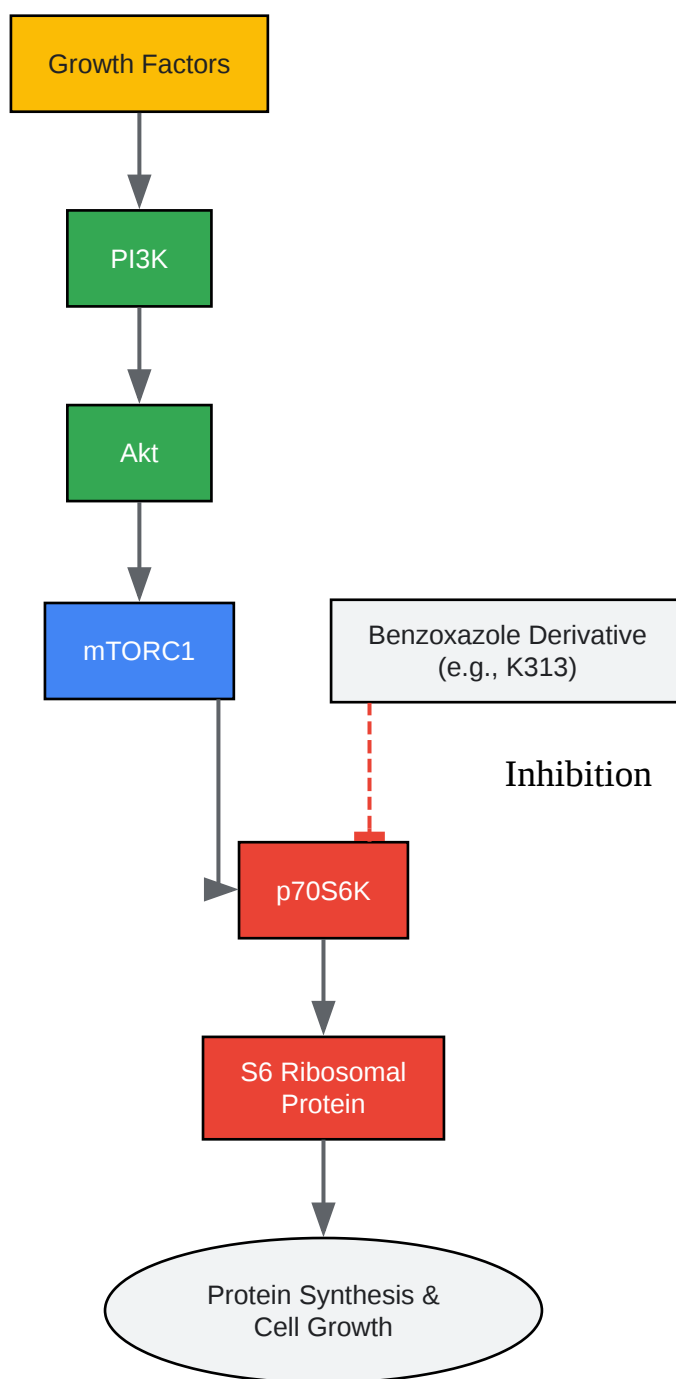 Growth Factors
PI3K
Akt
mTORC1
Benzoxazole Derivative
(e.g., K313)
Inhibition
p70S6K
S6 Ribosomal
Protein
Protein Synthesis &
Cell Growth